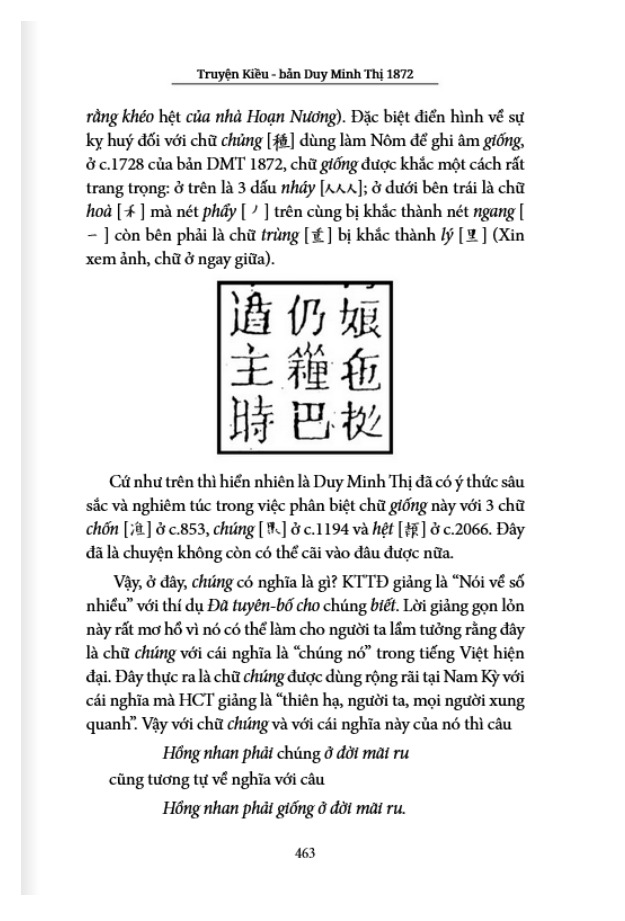 Truyện Kiều - bản Duy Minh Thị 1872
rằng khéo hệt của nhà Hoạn Nương). Đặc biệt điển hình về sự
kỵ huý đối với chữ chủng [種] dùng làm Nôm để ghi âm giống,
ở c.1728 của bản DMT 1872, chữ giống được khắc một cách rất
trang trọng: ở trên là 3 dấu nháy [人人人]; ở dưới bên trái là chữ
hoà [禾] mà nét phẩy [丿] trên cùng bị khắc thành nét ngang [
一 ] còn bên phải là chữ trùng [重] bị khắc thành lý [里] (Xin
xem ảnh, chữ ở ngay giữa).
娘 仍
主
時 巴
Cứ như trên thì hiển nhiên là Duy Minh Thị đã có ý thức sâu
sắc và nghiêm túc trong việc phân biệt chữ giống này với 3 chữ
chốn [] ở c.853, chúng [] ở c.1194 và hệt [] ở c.2066. Đây
đã là chuyện không còn có thể cãi vào đâu được nữa.
Vậy, ở đây, chúng có nghĩa là gì? KTTĐ giảng là “Nói về số
nhiều” với thí dụ Đã tuyên-bố cho chúng biết. Lời giảng gọn lỏn
này rất mơ hồ vì nó có thể làm cho người ta lầm tưởng rằng đây
là chữ chúng với cái nghĩa là “chúng nó” trong tiếng Việt hiện
đại. Đây thực ra là chữ chúng được dùng rộng rãi tại Nam Kỳ với
cái nghĩa mà HCT giảng là “thiên hạ, người ta, mọi người xung
quanh”. Vậy với chữ chúng và với cái nghĩa này của nó thì câu
Hồng nhan phải chúng ở đời mãi ru
cũng tương tự về nghĩa với câu
Hồng nhan phải giống ở đời mãi ru.
463